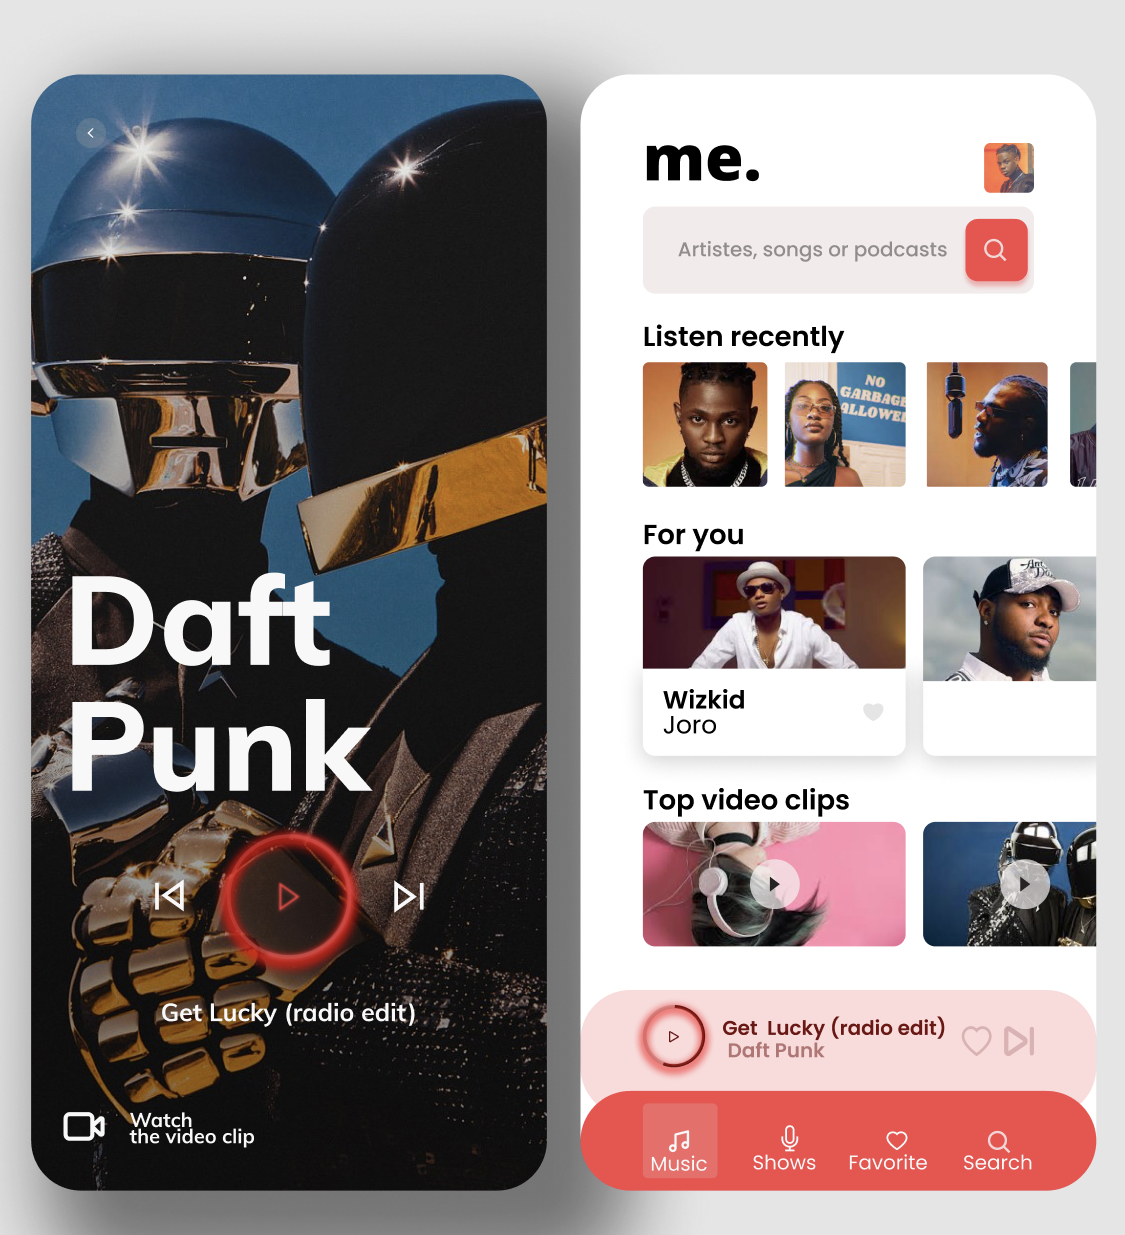 Daft
Punk
Get Lucky (radio edit)
Watch
the video clip
me.
Artistes, songs or podcasts
Listen recently
NO
GARBAGE
ALLOWED
For you
Wizkid
Joro
Top video clips
Get Lucky (radio edit)
Daft Punk
Music
Shows
Favorite
Search